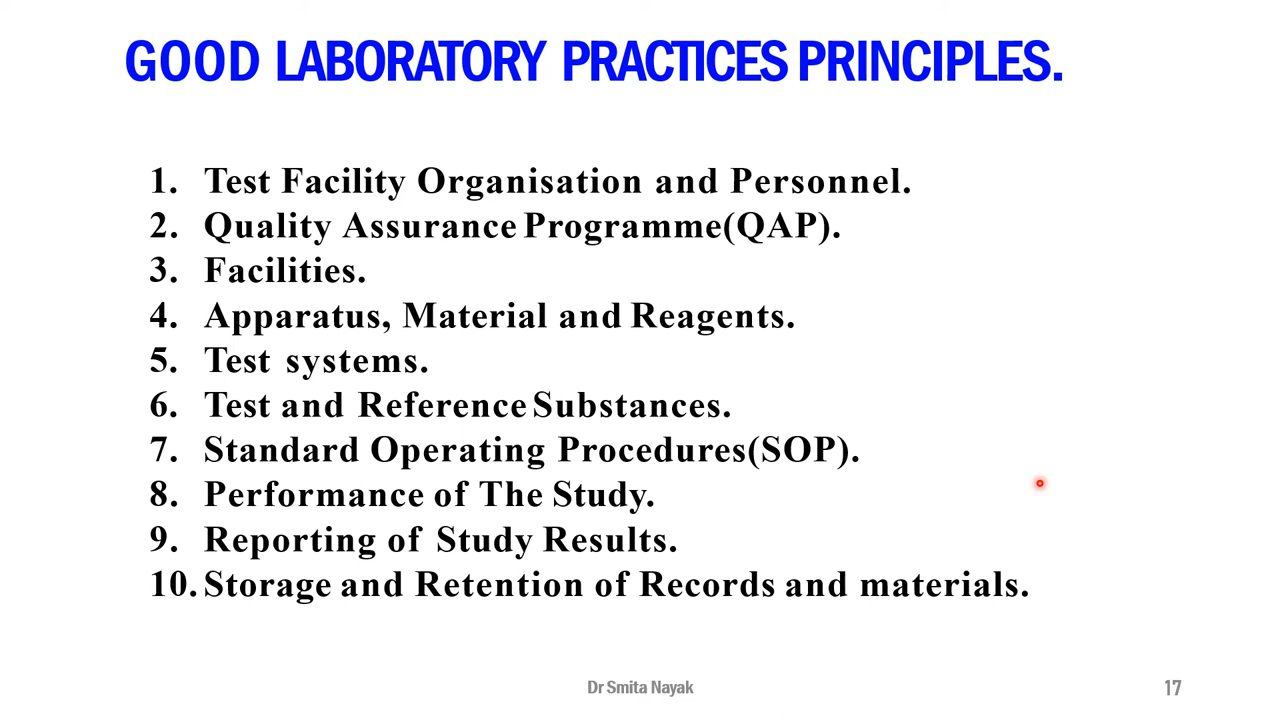 GOOD LABORATORY PRACTICES PRINCIPLES.
1. Test Facility Organisation and Personnel.
2. Quality Assurance Programme(QAP).
3. Facilities.
4. Apparatus, Material and Reagents.
5. Test systems.
6. Test and Reference Substances.
7. Standard Operating Procedures(SOP).
8. Performance of The Study.
9. Reporting of Study Results.
10. Storage and Retention of Records and materials.
Dr Smita Nayak
17